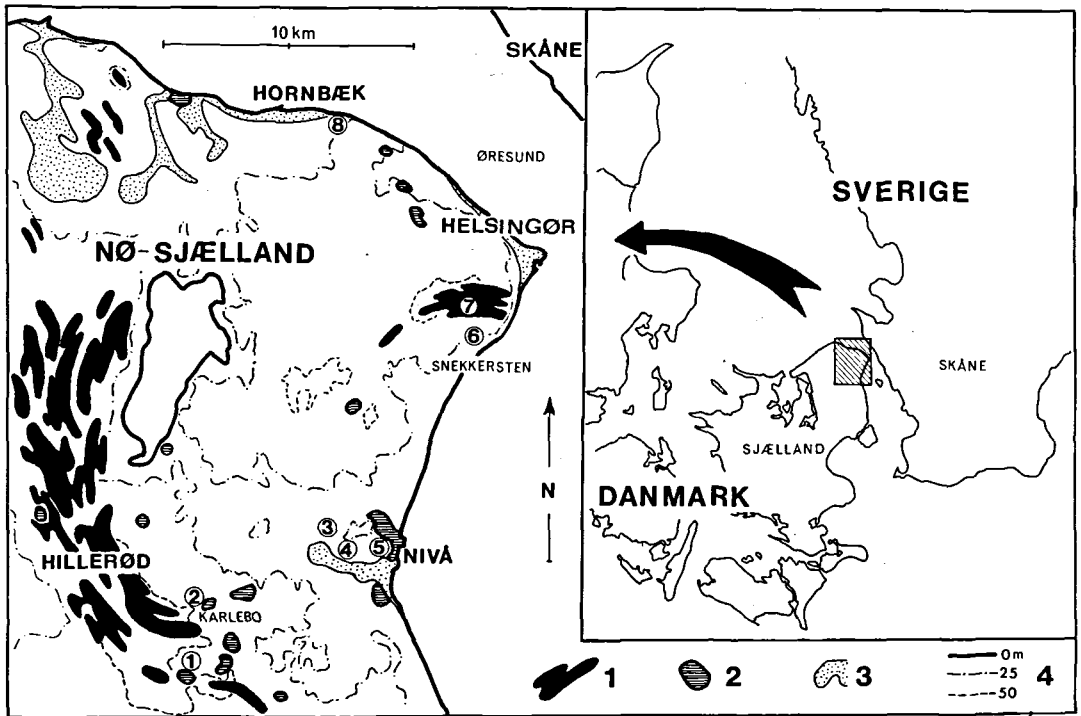 10 km
SKÅNE
HORNBÆK
8
ØRESUND
HELSINGØR
NØ-SJÆLLAND
7
6
SNEKKERSTEN
N
3
4
5
NIVÅ
HILLERØD
2
KARLEBO
1
SVERIGE
SKÅNE
SJÆLLAND
DANMARK
1
2
3
0 m
25
50
4